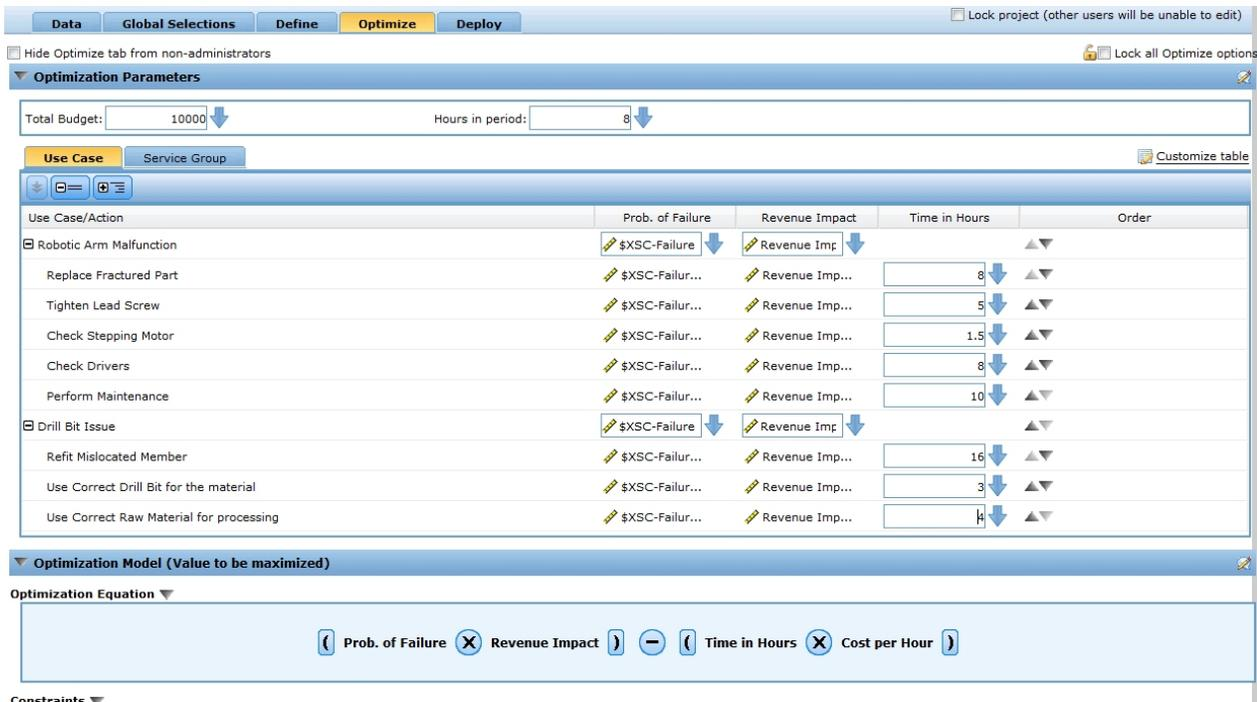 Data Global Selections Define Optimize Deploy Lock project (other users will be unable to edit)
Hide Optimize tab from non-administrators Lock all Optimize options
Optimization Parameters
Total Budget: 10000 Hours in period: 8
Use Case Service Group Customize table
Use Case/Action Prob. of Failure Revenue Impact Time in Hours Order
Robotic Arm Malfunction $XSC-Failure Revenue Imp
Replace Fractured Part $XSC-Failur... Revenue Imp... 8
Tighten Lead Screw $XSC-Failur... Revenue Imp... 5
Check Stepping Motor $XSC-Failur... Revenue Imp... 1.5
Check Drivers $XSC-Failur... Revenue Imp... 8
Perform Maintenance $XSC-Failur... Revenue Imp... 10
Drill Bit Issue $XSC-Failure Revenue Imp
Refit Mislocated Member $XSC-Failur... Revenue Imp... 16
Use Correct Drill Bit for the material $XSC-Failur... Revenue Imp... 3
Use Correct Raw Material for processing $XSC-Failur... Revenue Imp... 4
Optimization Model (Value to be maximized)
Optimization Equation
( Prob. of Failure X Revenue Impact ) − ( Time in Hours X Cost per Hour )
Constraints